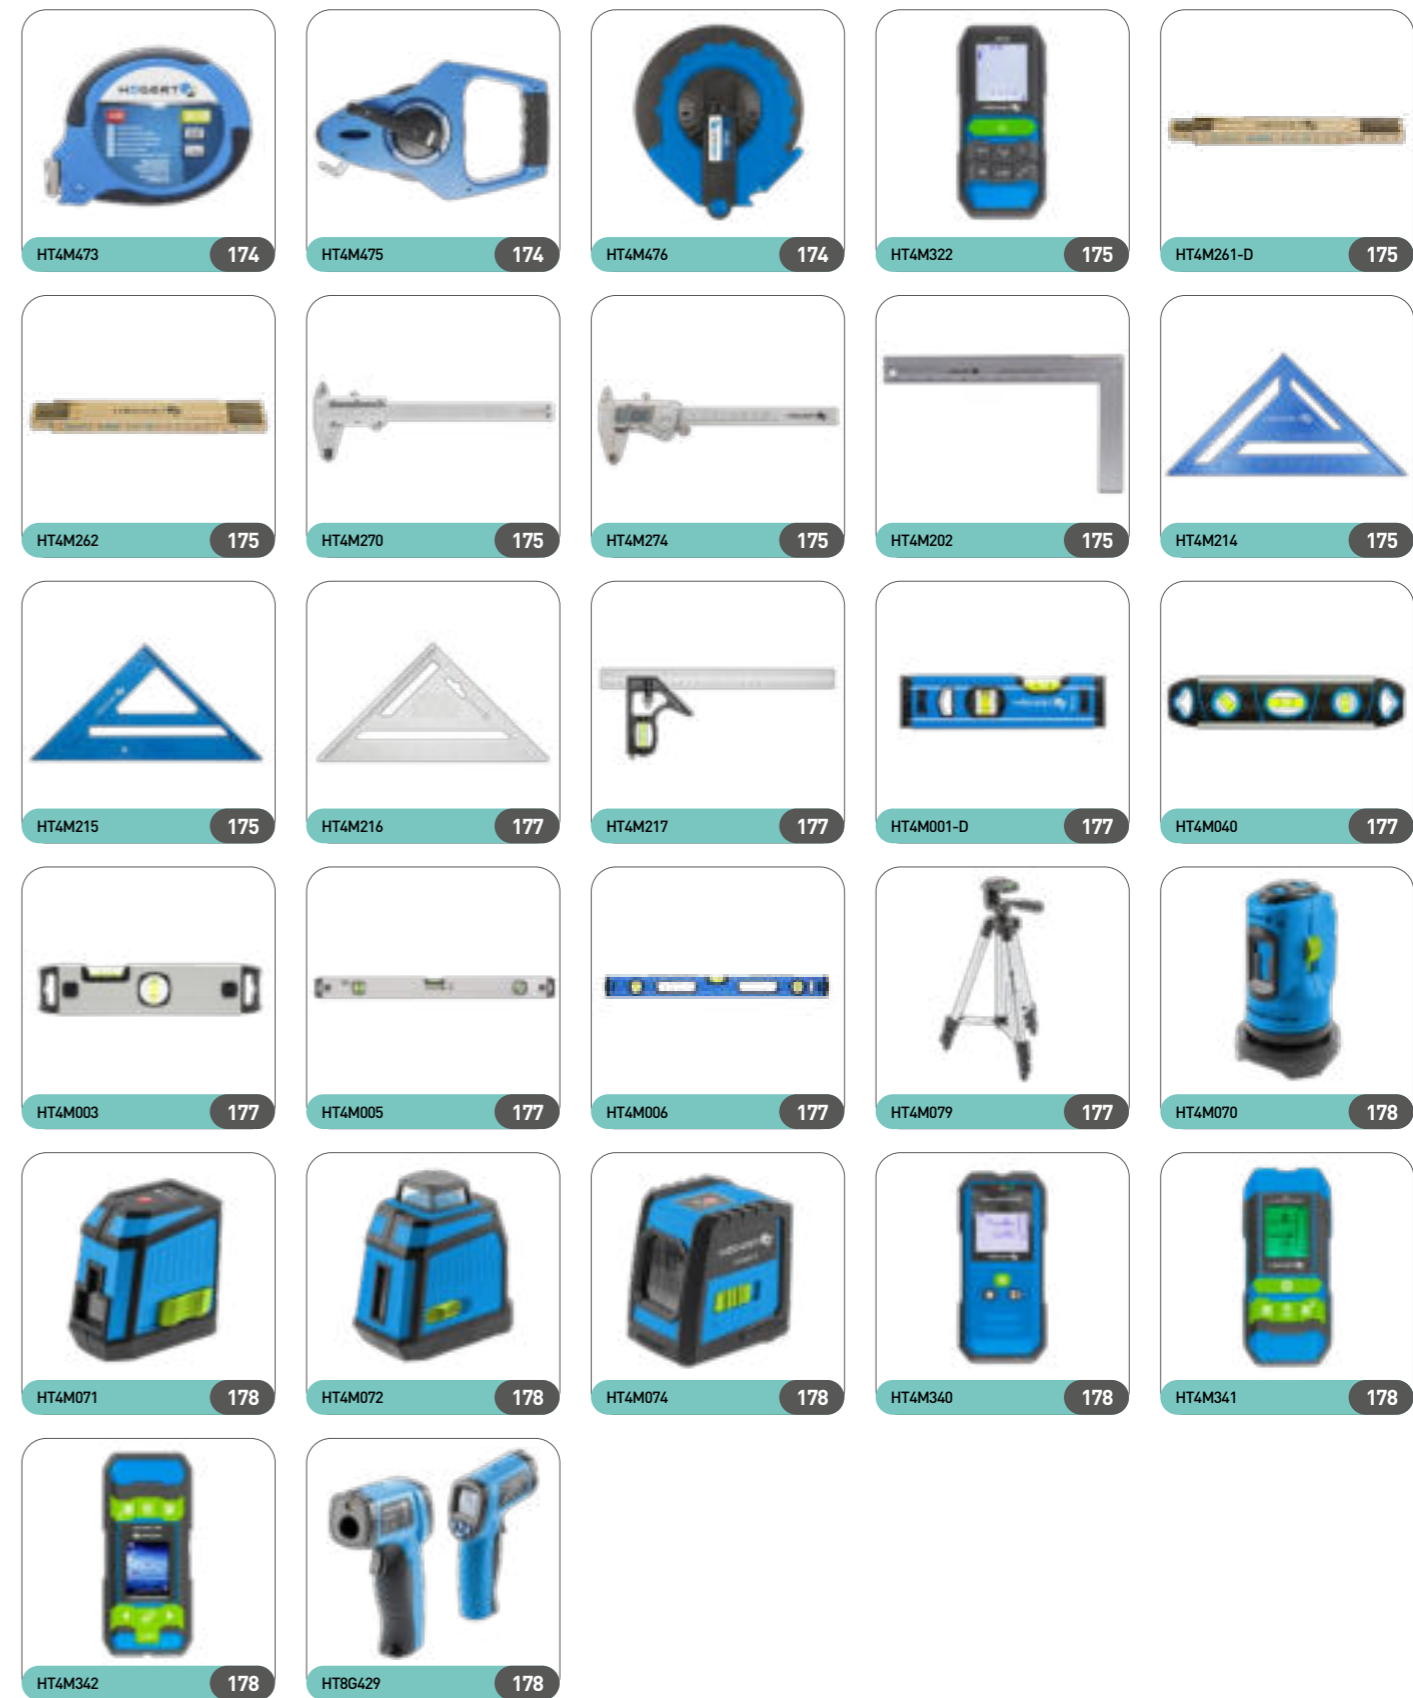 HÖGERT
HT4M473 174
HT4M475 174
HT4M476 174
HT4M322 175
HT4M261-D 175
HT4M262 175
HT4M270 175
HT4M274 175
HT4M202 175
HT4M214 175
HT4M215 175
HT4M216 177
HT4M217 177
HT4M001-D 177
HT4M040 177
HT4M003 177
HT4M005 177
HT4M006 177
HT4M079 177
HT4M070 178
HT4M071 178
HT4M072 178
HT4M074 178
HT4M340 178
HT4M341 178
HT4M342 178
HT8G429 178